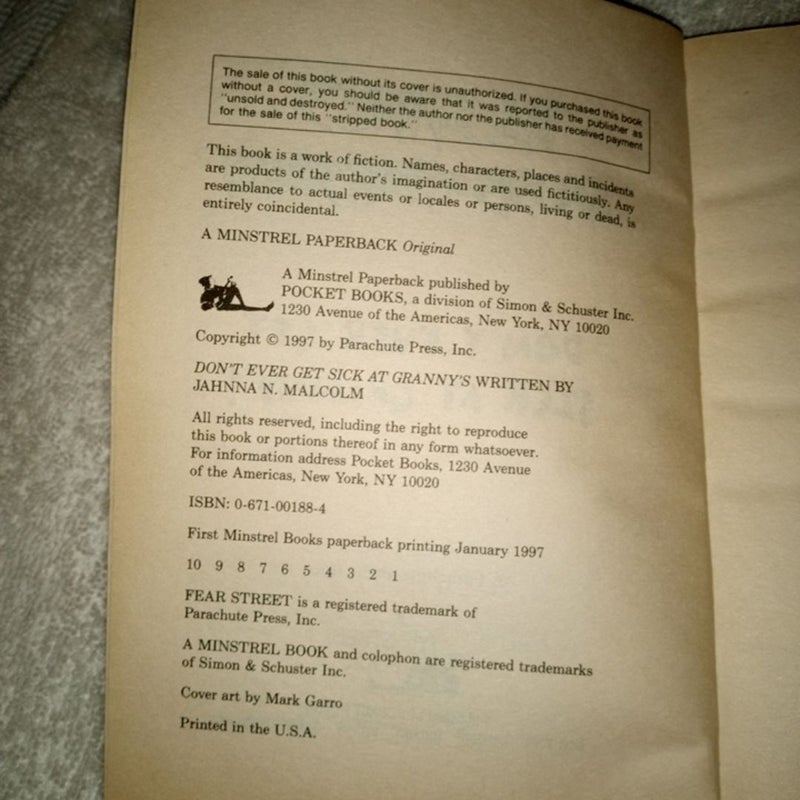 The sale of this book without its cover is unauthorized. If you purchased this book
without a cover, you should be aware that it was reported to the publisher as
"unsold and destroyed." Neither the author nor the publisher has received payment
for the sale of this "stripped book."
This book is a work of fiction. Names, characters, places and incidents
are products of the author's imagination or are used fictitiously. Any
resemblance to actual events or locales or persons, living or dead, is
entirely coincidental.
A MINSTREL PAPERBACK Original
A Minstrel Paperback published by
POCKET BOOKS, a division of Simon & Schuster Inc.
1230 Avenue of the Americas, New York, NY 10020
Copyright © 1997 by Parachute Press, Inc.
DON'T EVER GET SICK AT GRANNY'S WRITTEN BY
JAHNNA N. MALCOLM
All rights reserved, including the right to reproduce
this book or portions thereof in any form whatsoever.
For information address Pocket Books, 1230 Avenue
of the Americas, New York, NY 10020
ISBN: 0-671-00188-4
First Minstrel Books paperback printing January 1997
10 9 8 7 6 5 4 3 2 1
FEAR STREET is a registered trademark of
Parachute Press, Inc.
A MINSTREL BOOK and colophon are registered trademarks
of Simon & Schuster Inc.
Cover art by Mark Garro
Printed in the U.S.A.